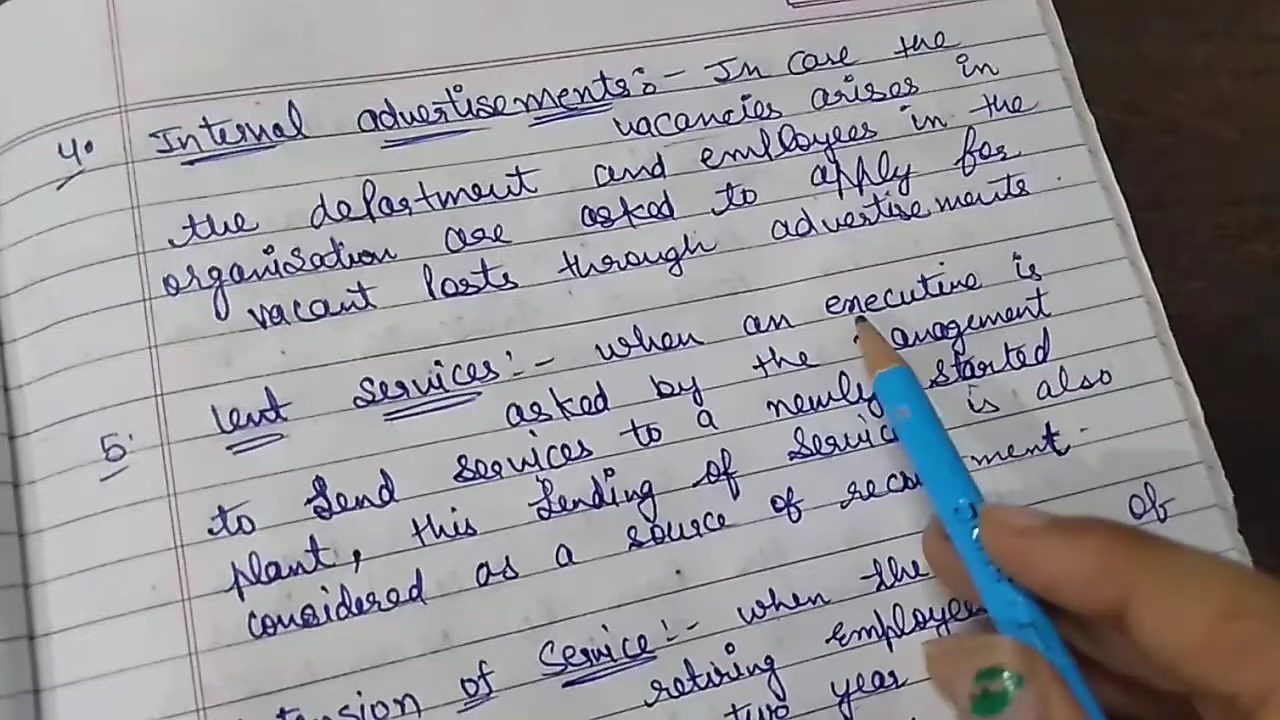 4. Internal advertisements:- In case the
vacancies arises in
the department and employees in the
organisation are asked to apply for
vacant posts through advertisements.
5. Lent services:- when an executive is
asked by the management
to Lend services to a newly started
plant, this Lending of service is also
considered as a source of recruitment.
tension of Service:- when the of
retiring employees
two year